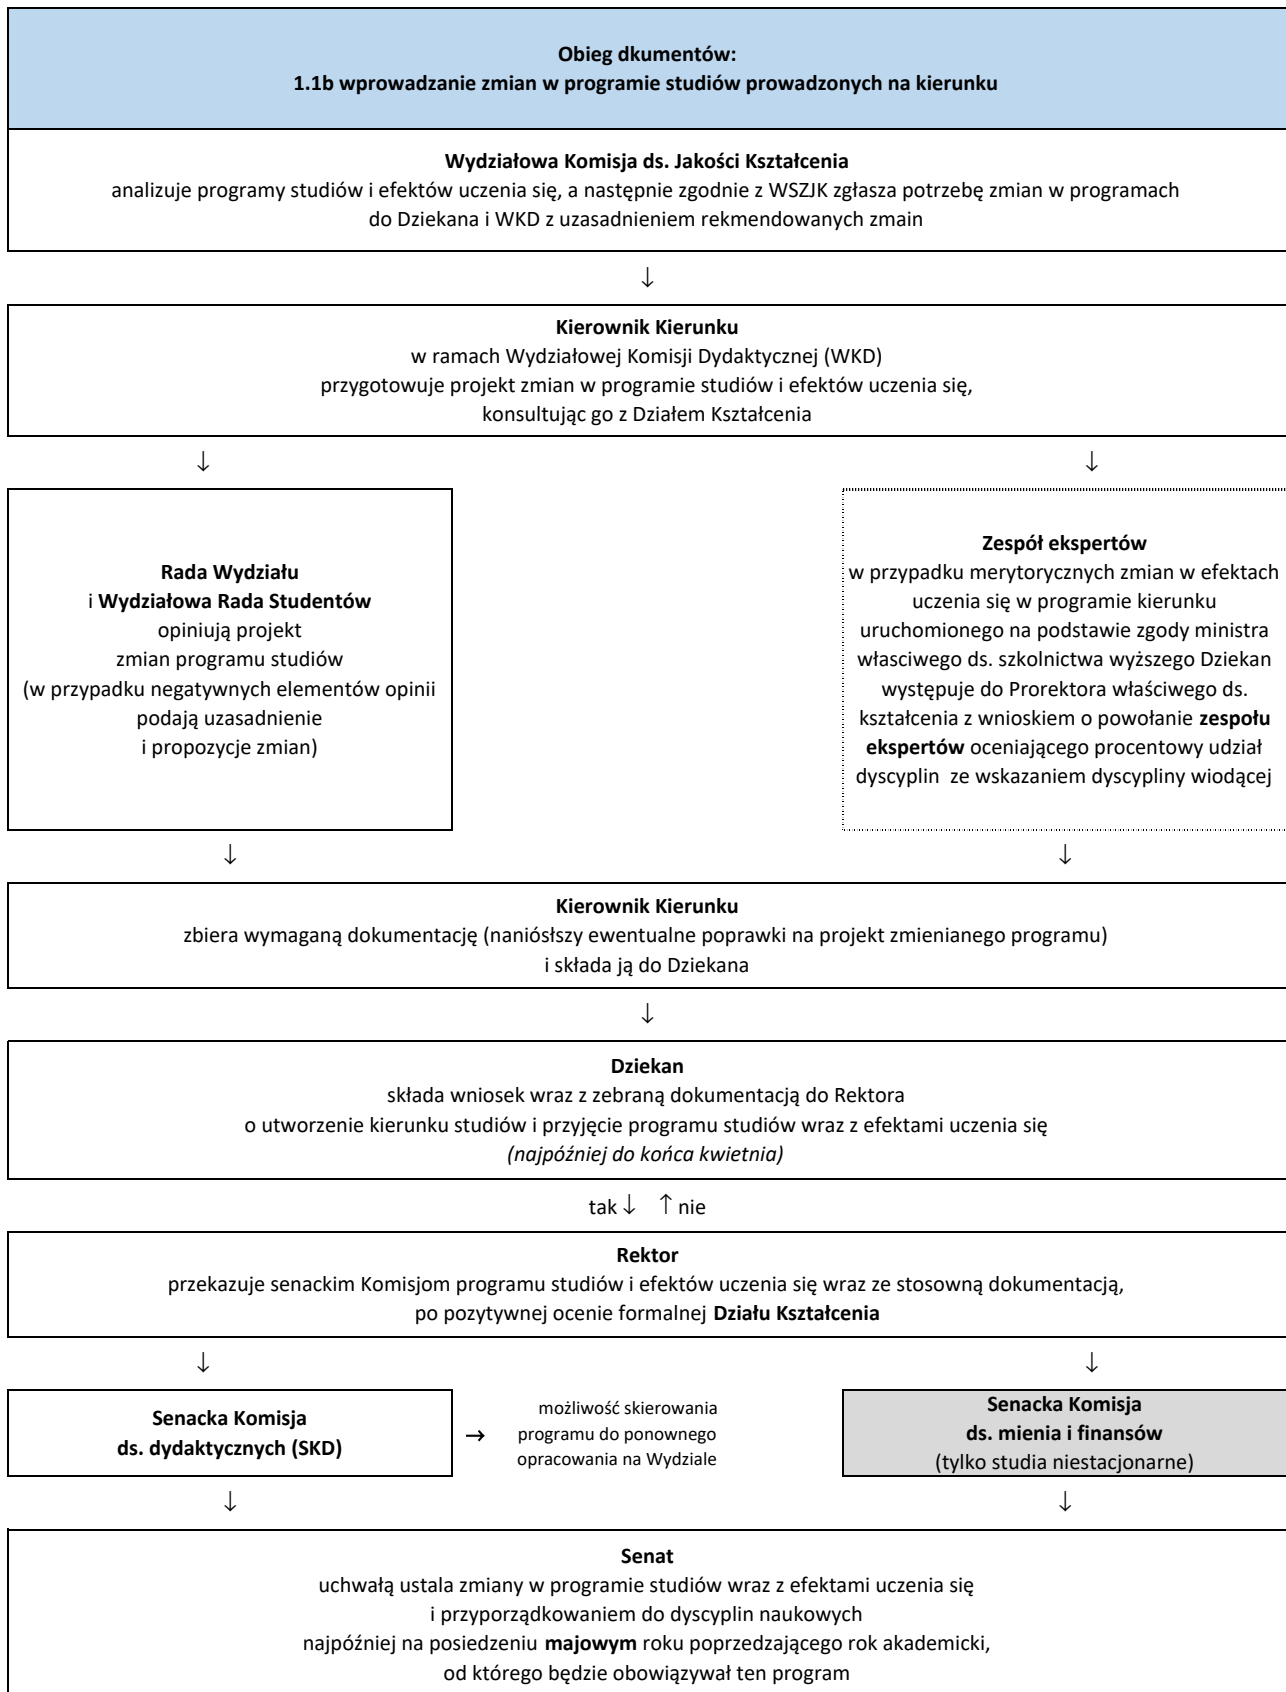 Obieg dkumentów:
1.1b wprowadzanie zmian w programie studiów prowadzonych na kierunku
Wydziałowa Komisja ds. Jakości Kształcenia
analizuje programy studiów i efektów uczenia się, a następnie zgodnie z WSZJK zgłasza potrzebę zmian w programach
do Dziekana i WKD z uzasadnieniem rekmendowanych zmain
↓
Kierownik Kierunku
w ramach Wydziałowej Komisji Dydaktycznej (WKD)
przygotowuje projekt zmian w programie studiów i efektów uczenia się,
konsultując go z Działem Kształcenia
↓ ↓
Rada Wydziału
i Wydziałowa Rada Studentów
opiniują projekt
zmian programu studiów
(w przypadku negatywnych elementów opinii
podają uzasadnienie
i propozycje zmian)
Zespół ekspertów
w przypadku merytorycznych zmian w efektach
uczenia się w programie kierunku
uruchomionego na podstawie zgody ministra
własciwego ds. szkolnictwa wyższego Dziekan
występuje do Prorektora właściwego ds.
kształcenia z wnioskiem o powołanie zespołu
ekspertów oceniającego procentowy udział
dyscyplin ze wskazaniem dyscypliny wiodącej
↓ ↓
Kierownik Kierunku
zbiera wymaganą dokumentację (naniósłszy ewentualne poprawki na projekt zmienianego programu)
i składa ją do Dziekana
↓
Dziekan
składa wniosek wraz z zebraną dokumentacją do Rektora
o utworzenie kierunku studiów i przyjęcie programu studiów wraz z efektami uczenia się
(najpóźniej do końca kwietnia)
tak ↓ ↑ nie
Rektor
przekazuje senackim Komisjom programu studiów i efektów uczenia się wraz ze stosowną dokumentacją,
po pozytywnej ocenie formalnej Działu Kształcenia
↓ ↓
Senacka Komisja
ds. dydaktycznych (SKD)
→
możliwość skierowania
programu do ponownego
opracowania na Wydziale
Senacka Komisja
ds. mienia i finansów
(tylko studia niestacjonarne)
↓ ↓
Senat
uchwałą ustala zmiany w programie studiów wraz z efektami uczenia się
i przyporządkowaniem do dyscyplin naukowych
najpóźniej na posiedzeniu majowym roku poprzedzającego rok akademicki,
od którego będzie obowiązywał ten program